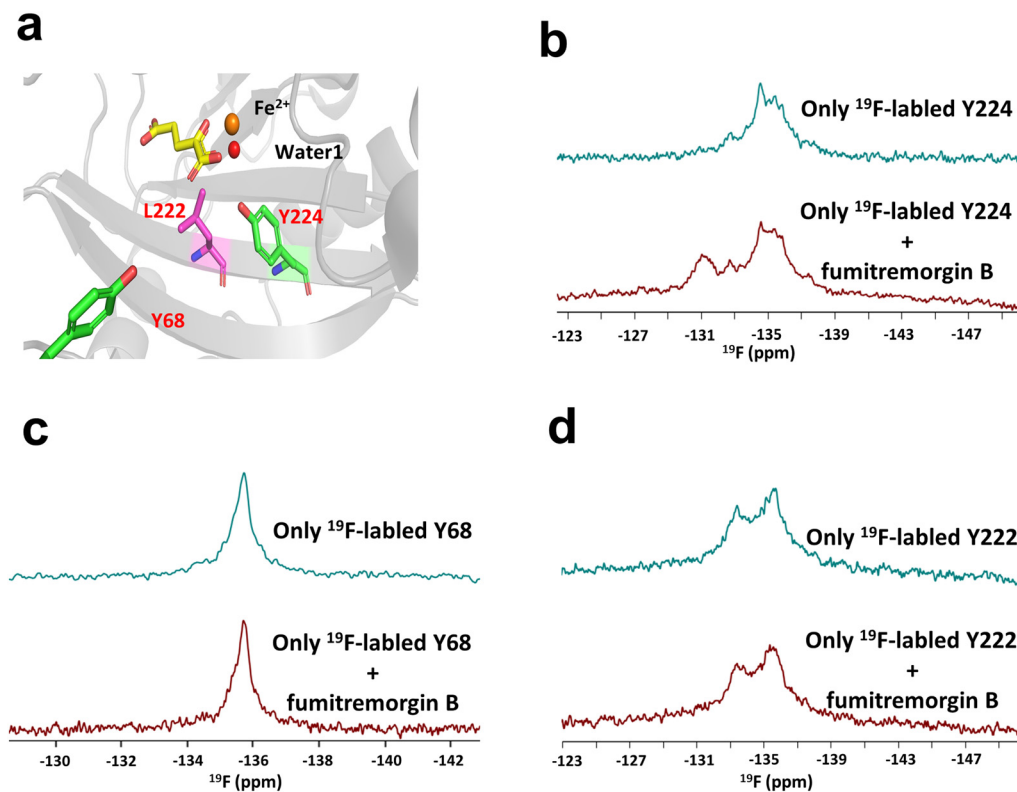 a
Fe²⁺
Water1
L222
Y224
Y68
b
Only ¹⁹F-labled Y224
Only ¹⁹F-labled Y224
+
fumitremorgin B
-123 -127 -131 -135 -139 -143 -147
¹⁹F (ppm)
c
Only ¹⁹F-labled Y68
Only ¹⁹F-labled Y68
+
fumitremorgin B
-130 -132 -134 -136 -138 -140 -142
¹⁹F (ppm)
d
Only ¹⁹F-labled Y222
Only ¹⁹F-labled Y222
+
fumitremorgin B
-123 -127 -131 -135 -139 -143 -147
¹⁹F (ppm)